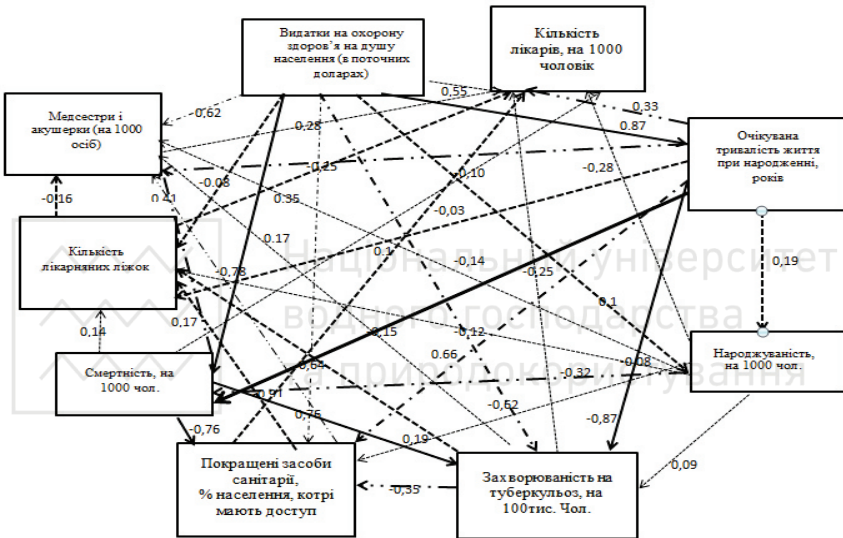 Видатки на охорону
здоров’я на душу
населення (в поточних
доларах)
Кількість
лікарів, на 1000
чоловік
Медсестри і
акушерки (на 1000
осіб)
Очікувана
тривалість життя
при народженні,
років
Кількість
лікарняних ліжок
Смертність, на
1000 чол.
Народжуваність,
на 1000 чол.
Покращені засоби
санітарії,
% населення, котрі
мають доступ
Захворюваність на
туберкульоз, на
100тис. Чол.
0,62
0,55
0,33
0.87
0,28
-0,25
-0,10
-0,28
-0,08
0,41
0,35
-0,03
-0,16
0,17
0,1
-0,14
-0,25
0,19
-0,78
0,1
0,14
0,17
-0,15
-0,12
0,64
0.66
-0,08
-0,32
-0,91
0,75
-0,62
-0,87
-0,76
0,19
0,09
-0,35
Національний університет
водного господарства
та природокористування